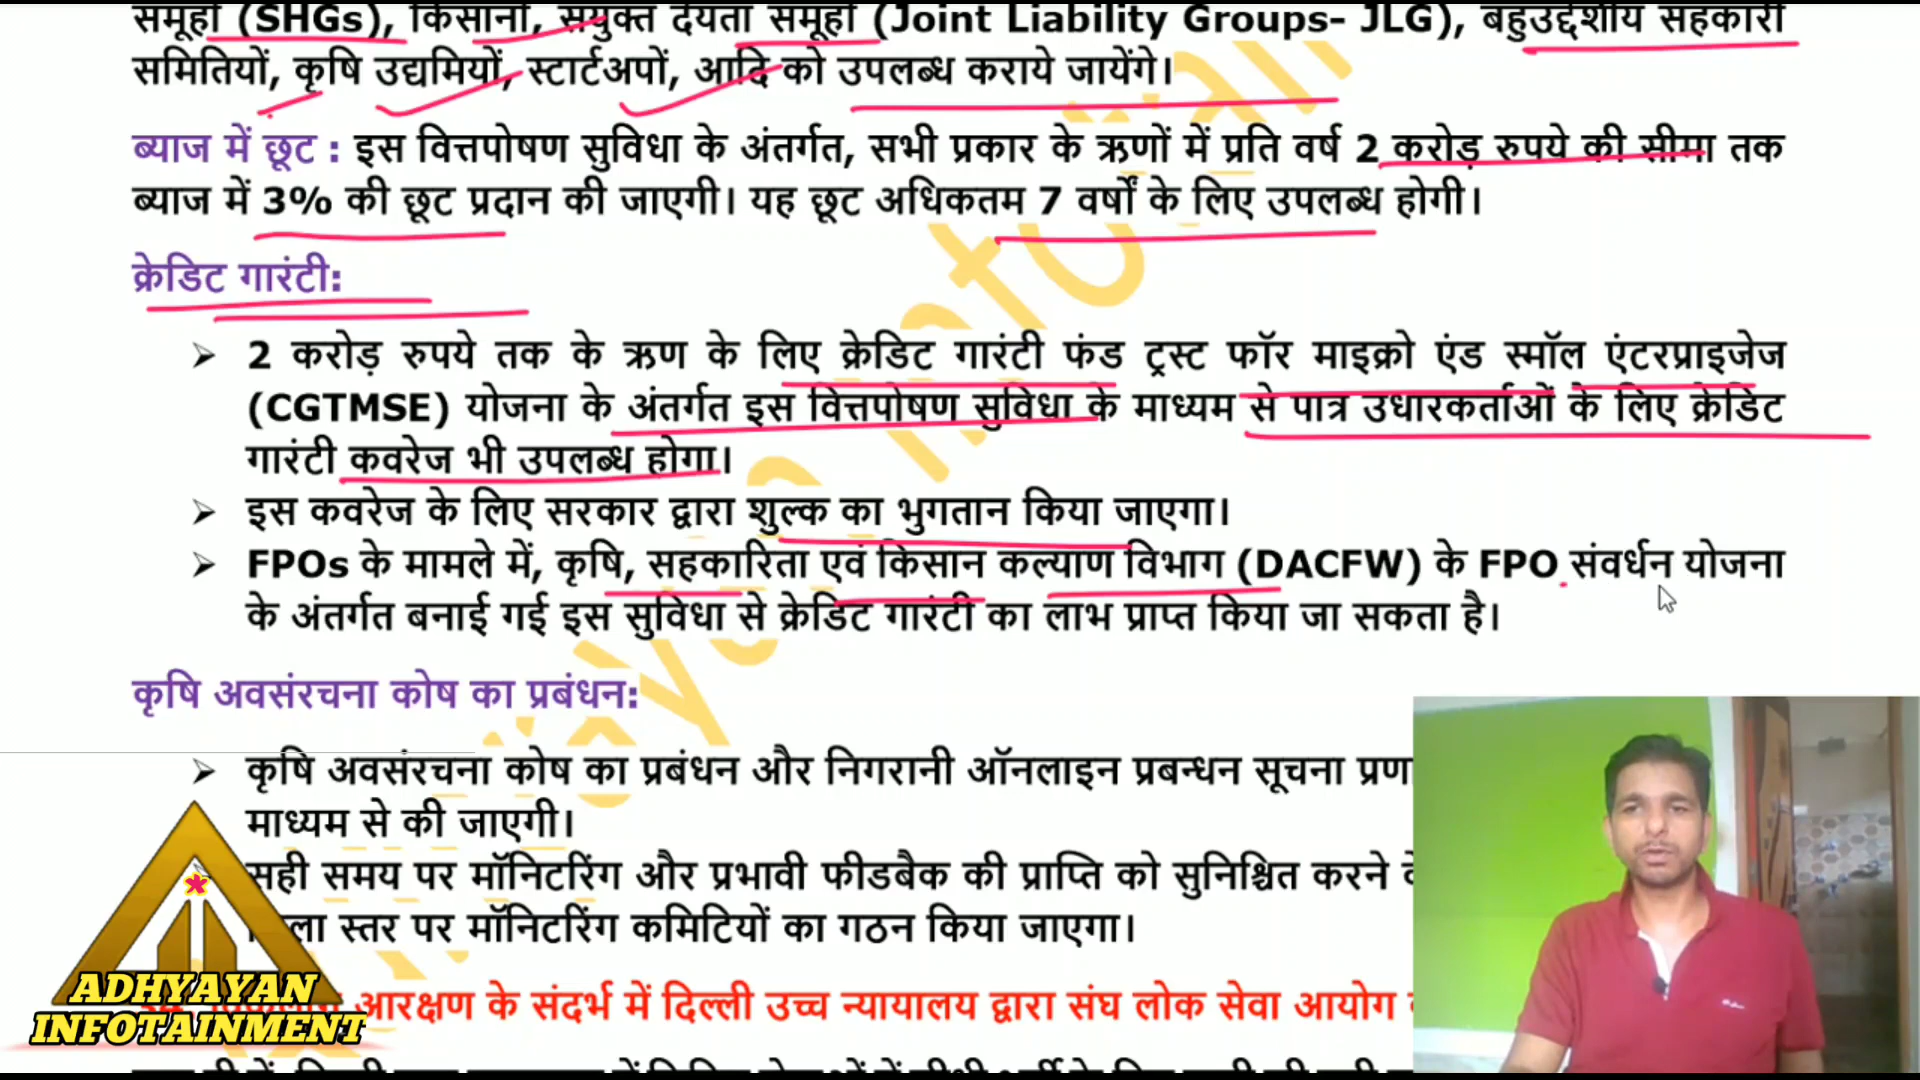 समूहों (SHGs), किसानों, संयुक्त देयता समूहों (Joint Liability Groups- JLG), बहुउद्देशीय सहकारी
समितियों, कृषि उद्यमियों, स्टार्टअपों, आदि को उपलब्ध कराये जायेंगे।
ब्याज में छूट : इस वित्तपोषण सुविधा के अंतर्गत, सभी प्रकार के ऋणों में प्रति वर्ष 2 करोड़ रुपये की सीमा तक
ब्याज में 3% की छूट प्रदान की जाएगी। यह छूट अधिकतम 7 वर्षों के लिए उपलब्ध होगी।
क्रेडिट गारंटी:
➢ 2 करोड़ रुपये तक के ऋण के लिए क्रेडिट गारंटी फंड ट्रस्ट फॉर माइक्रो एंड स्मॉल एंटरप्राइजेज
(CGTMSE) योजना के अंतर्गत इस वित्तपोषण सुविधा के माध्यम से पात्र उधारकर्ताओं के लिए क्रेडिट
गारंटी कवरेज भी उपलब्ध होगा।
➢ इस कवरेज के लिए सरकार द्वारा शुल्क का भुगतान किया जाएगा।
➢ FPOs के मामले में, कृषि, सहकारिता एवं किसान कल्याण विभाग (DACFW) के FPO संवर्धन योजना
के अंतर्गत बनाई गई इस सुविधा से क्रेडिट गारंटी का लाभ प्राप्त किया जा सकता है।
कृषि अवसंरचना कोष का प्रबंधन:
➢ कृषि अवसंरचना कोष का प्रबंधन और निगरानी ऑनलाइन प्रबन्धन सूचना
माध्यम से की जाएगी।
सही समय पर मॉनिटरिंग और प्रभावी फीडबैक की प्राप्ति को सुनिश्चित करने
स्तर पर मॉनिटरिंग कमिटियों का गठन किया जाएगा।
आरक्षण के संदर्भ में दिल्ली उच्च न्यायालय द्वारा संघ लोक सेवा आयोग
ADHYAYAN
INFOTAINMENT